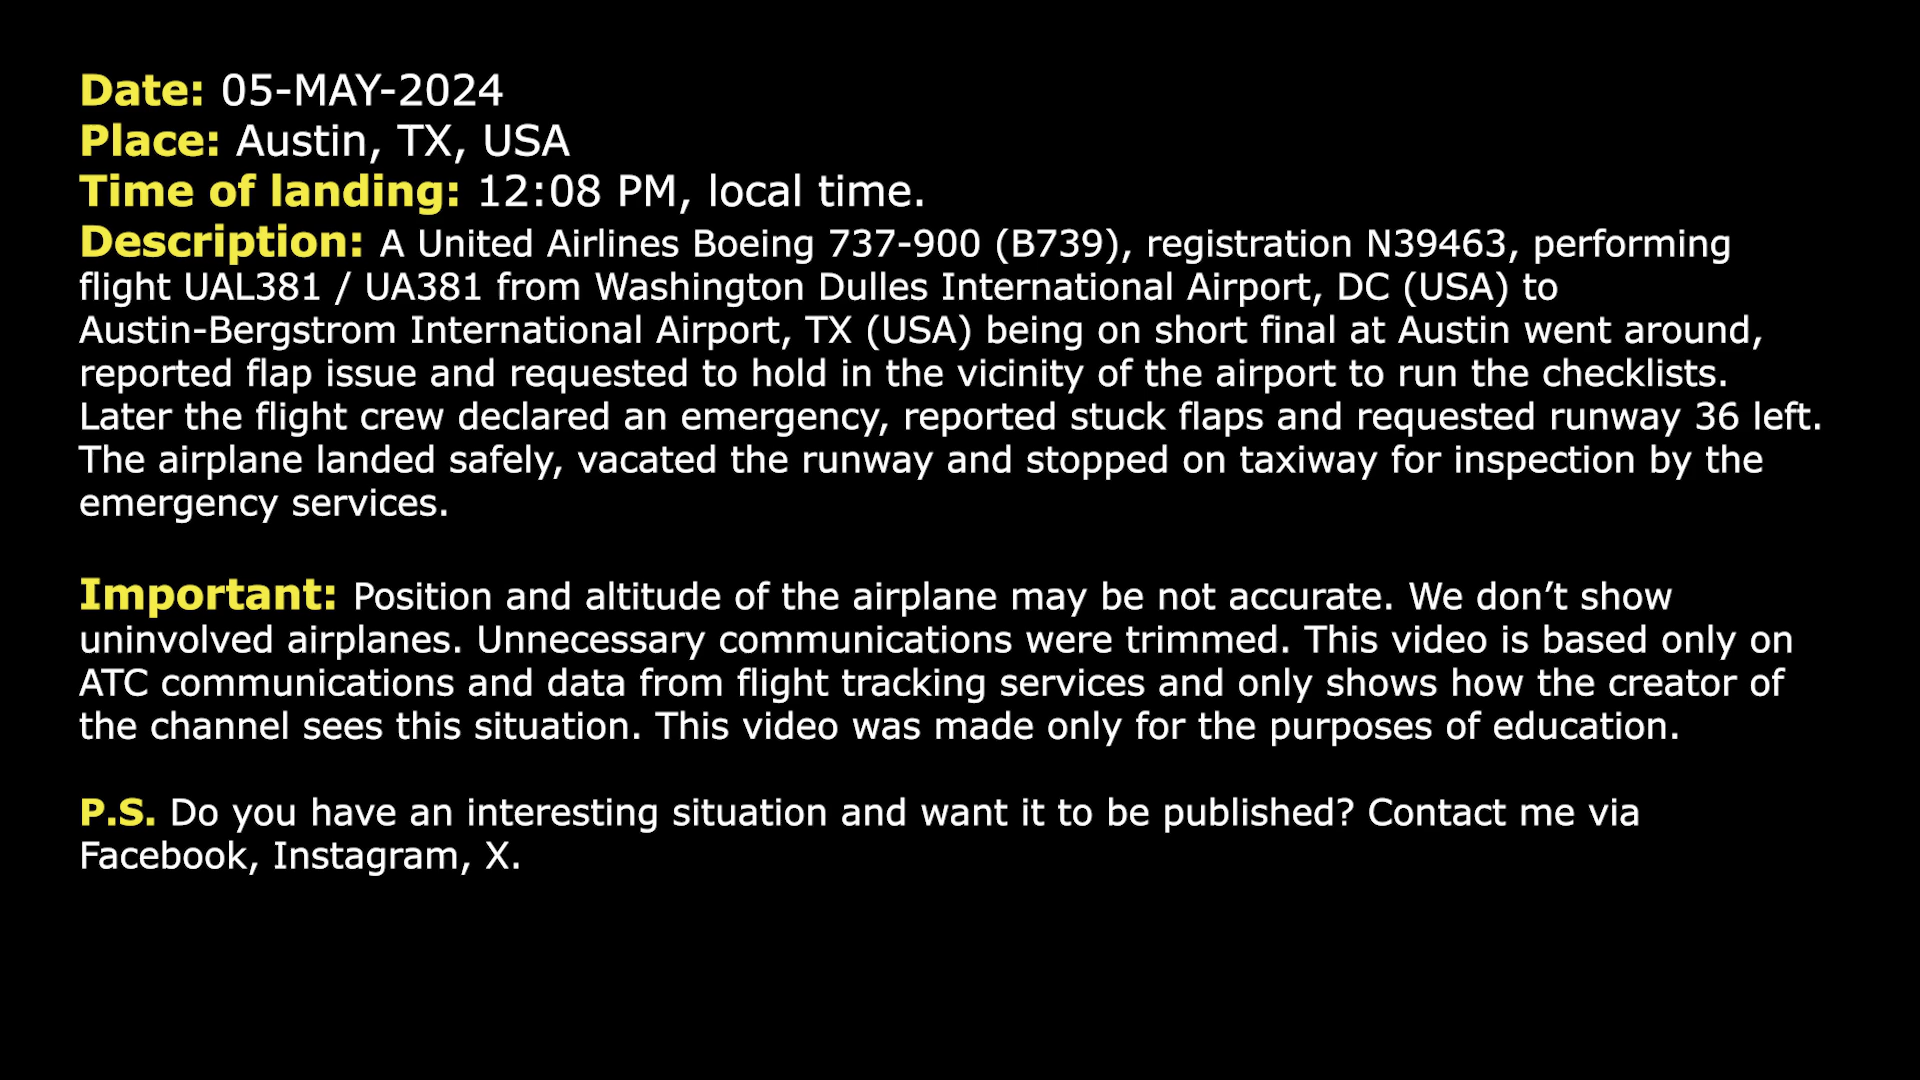 Date: 05-MAY-2024
Place: Austin, TX, USA
Time of landing: 12:08 PM, local time.
Description: A United Airlines Boeing 737-900 (B739), registration N39463, performing
flight UAL381 / UA381 from Washington Dulles International Airport, DC (USA) to
Austin-Bergstrom International Airport, TX (USA) being on short final at Austin went around,
reported flap issue and requested to hold in the vicinity of the airport to run the checklists.
Later the flight crew declared an emergency, reported stuck flaps and requested runway 36 left.
The airplane landed safely, vacated the runway and stopped on taxiway for inspection by the
emergency services.
Important: Position and altitude of the airplane may be not accurate. We don’t show
uninvolved airplanes. Unnecessary communications were trimmed. This video is based only on
ATC communications and data from flight tracking services and only shows how the creator of
the channel sees this situation. This video was made only for the purposes of education.
P.S. Do you have an interesting situation and want it to be published? Contact me via
Facebook, Instagram, X.